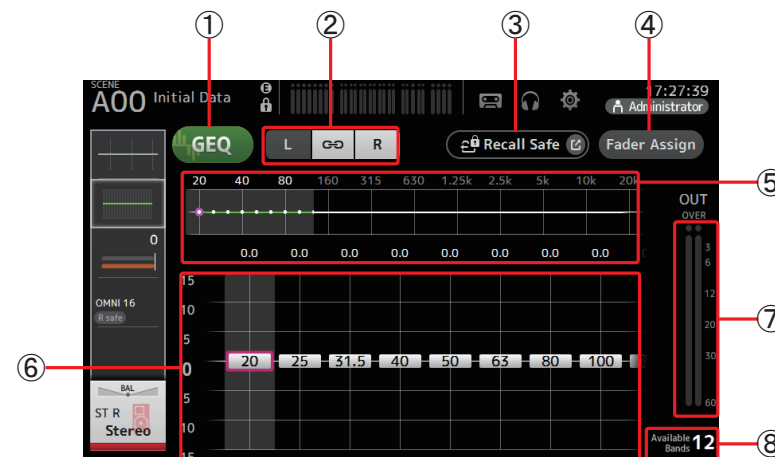 ① ② ③ ④
SCENE
A00 Initial Data E 17:27:39
Administrator
GEQ L R Recall Safe Fader Assign
20 40 80 160 315 630 1.25k 2.5k 5k 10k 20k ⑤
OUT
OVER
0 0.0 0.0 0.0 0.0 0.0 0.0 0.0 0.0
3
6
15
OMNI 16 10 12
R safe
5 20 ⑦
⑥ 0 20 25 31.5 40 50 63 80 100 30
BAL 5
60
ST R
Stereo 10
Available
Bands 12 ⑧
15